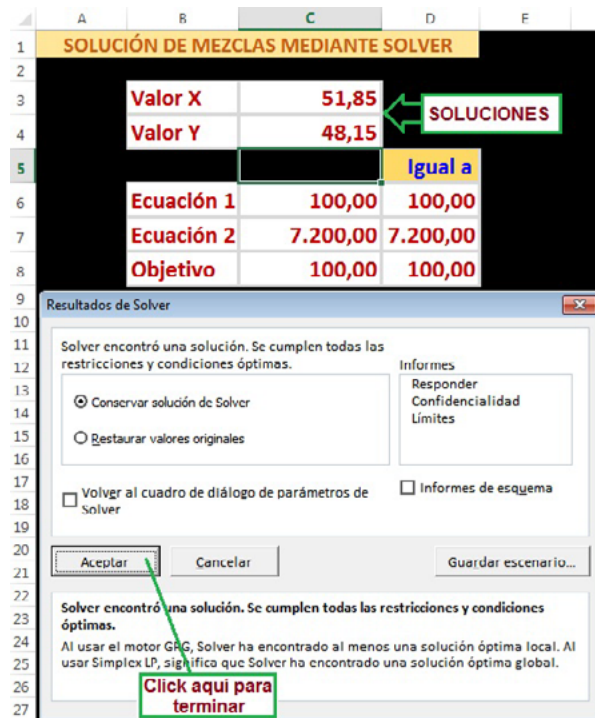 A B C D E
1 SOLUCIÓN DE MEZCLAS MEDIANTE SOLVER
2
3 Valor X 51,85
SOLUCIONES
4 Valor Y 48,15
5 Igual a
6 Ecuación 1 100,00 100,00
7 Ecuación 2 7.200,00 7.200,00
8 Objetivo 100,00 100,00
9
Resultados de Solver
10
11
Solver encontró una solución. Se cumplen todas las
12
restricciones y condiciones óptimas.
Informes
Responder
13
Confidencialidad
14
Límites
Conservar solución de Solver
15
Restaurar valores originales
16
17
Volver al cuadro de diálogo de parámetros de
18
Solver
Informes de esquema
19
20
Aceptar Cancelar Guardar escenario...
21
22
Solver encontró una solución. Se cumplen todas las restricciones y condiciones
23
óptimas.
24
Al usar el motor GRG, Solver ha encontrado al menos una solución óptima local. Al
25
usar Simplex LP, significa que Solver ha encontrado una solución óptima global.
26
Click aqui para
27
terminar